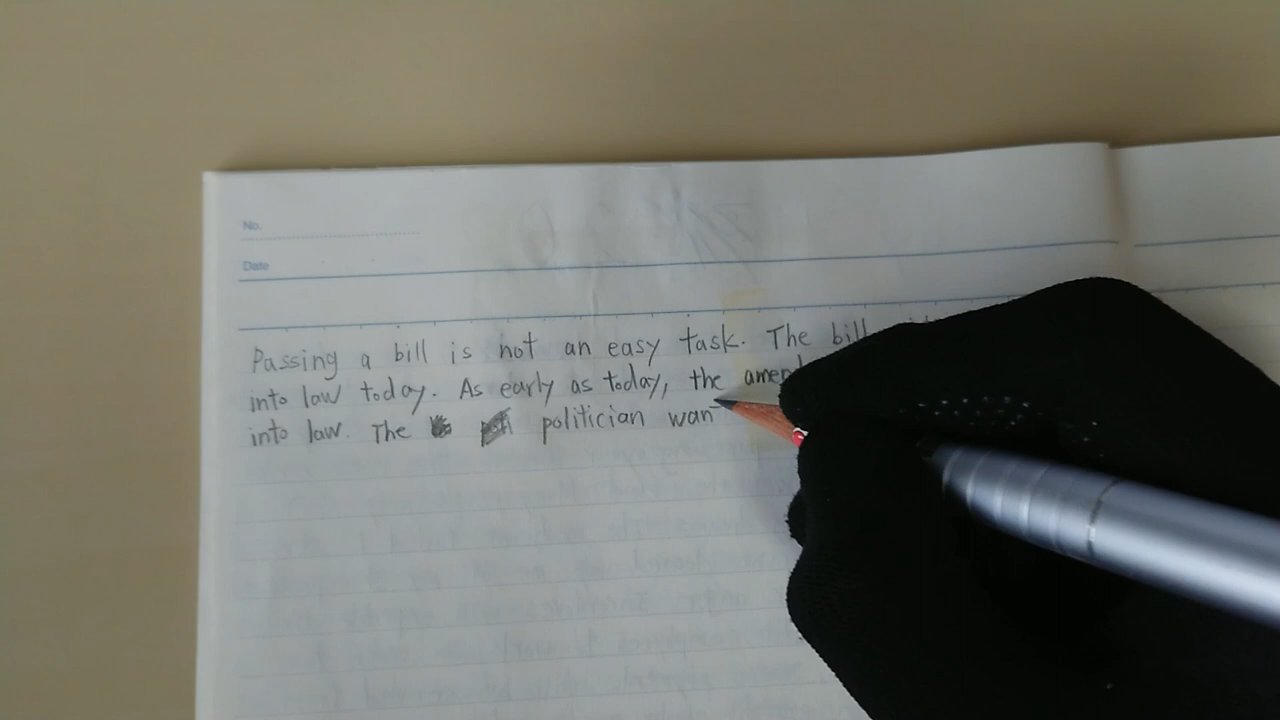 No.
Date
Passing a bill is not an easy task. The bill
into law today. As early as today, the
into law. The politician